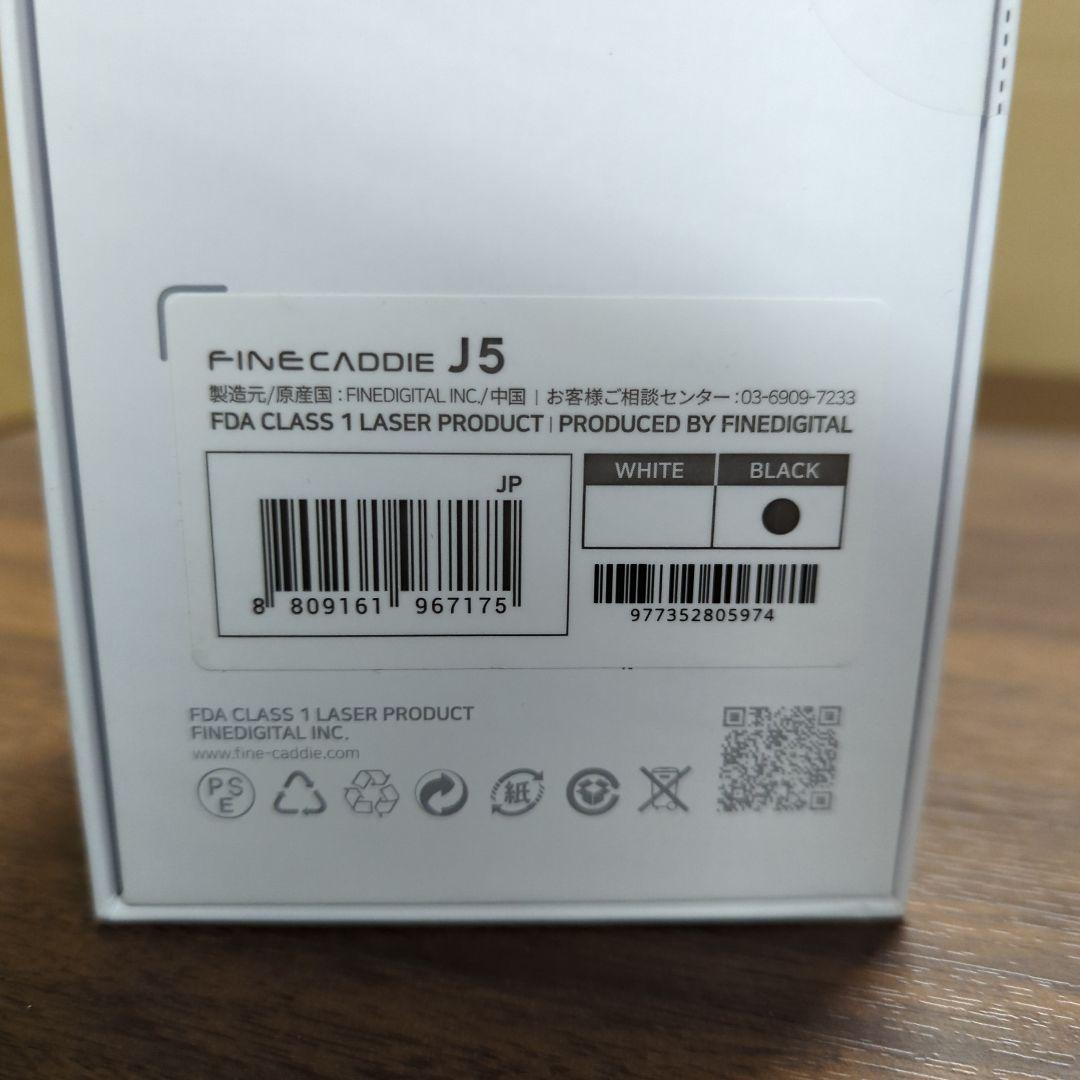 FINECADDIE J5
製造元/原産国 : FINEDIGITAL INC./中国 | お客様ご相談センター : 03-6909-7233
FDA CLASS 1 LASER PRODUCT | PRODUCED BY FINEDIGITAL
JP
8 809161 967175
WHITE BLACK
977352805974
FDA CLASS 1 LASER PRODUCT
FINEDIGITAL INC.
www.fine-caddie.com
PSE
紙